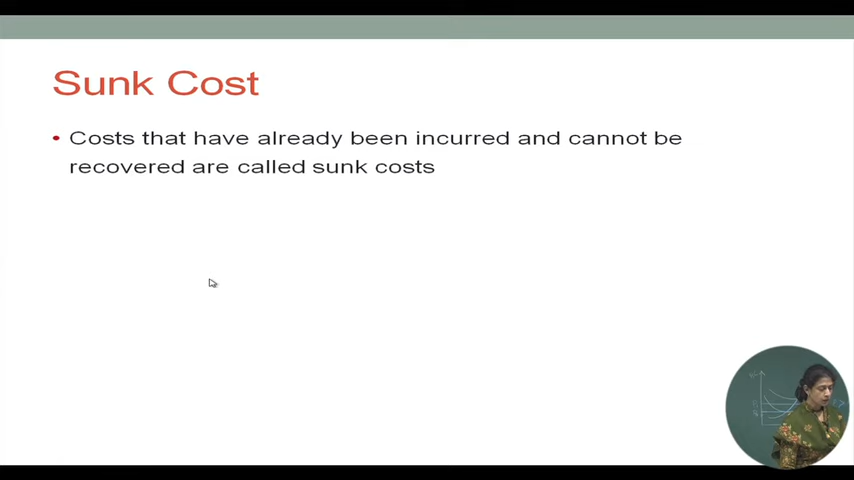 Sunk Cost
• Costs that have already been incurred and cannot be
recovered are called sunk costs